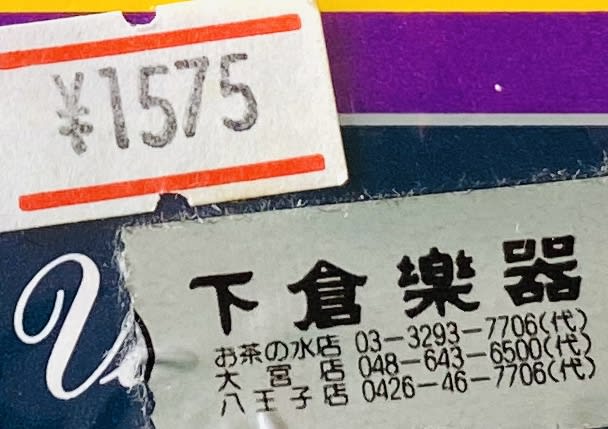 ¥1575
下倉樂器
お茶の水店 03-3293-7706(代)
大宮店 048-643-6500(代)
八王子店 0426-46-7706(代)